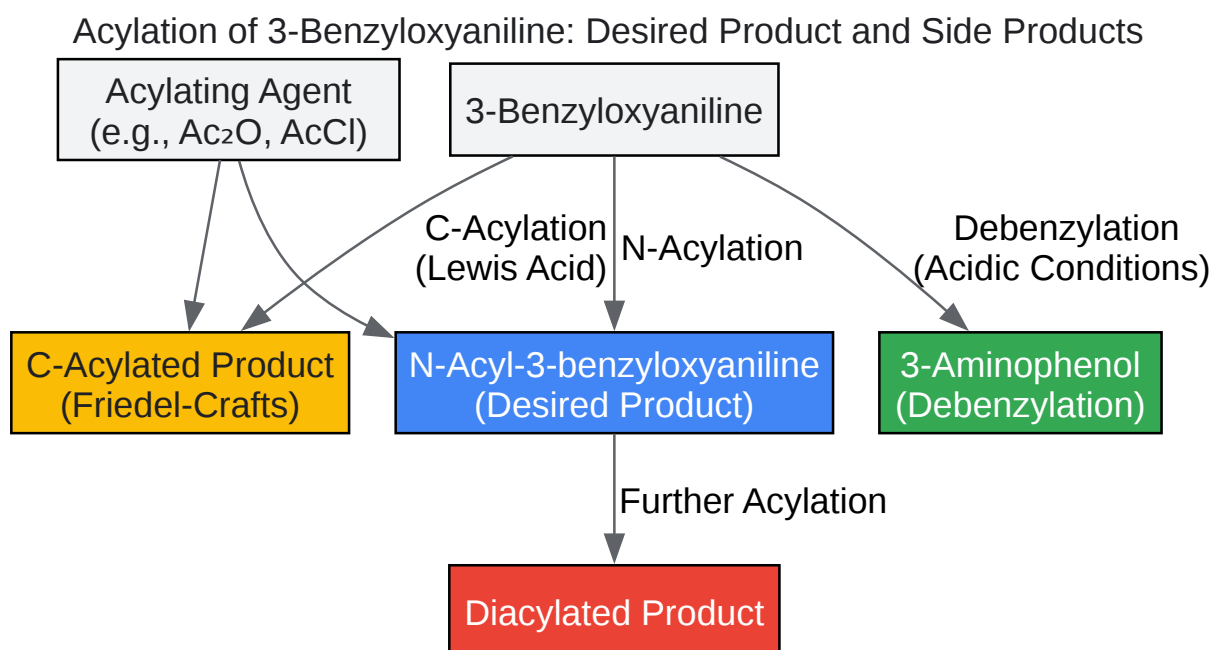 Acylation of 3-Benzyloxyaniline: Desired Product and Side Products
Acylating Agent
(e.g., Ac₂O, AcCl)
3-Benzyloxyaniline
C-Acylation
(Lewis Acid)
N-Acylation
Debenzylation
(Acidic Conditions)
C-Acylated Product
(Friedel-Crafts)
N-Acyl-3-benzyloxyaniline
(Desired Product)
3-Aminophenol
(Debenzylation)
Further Acylation
Diacylated Product